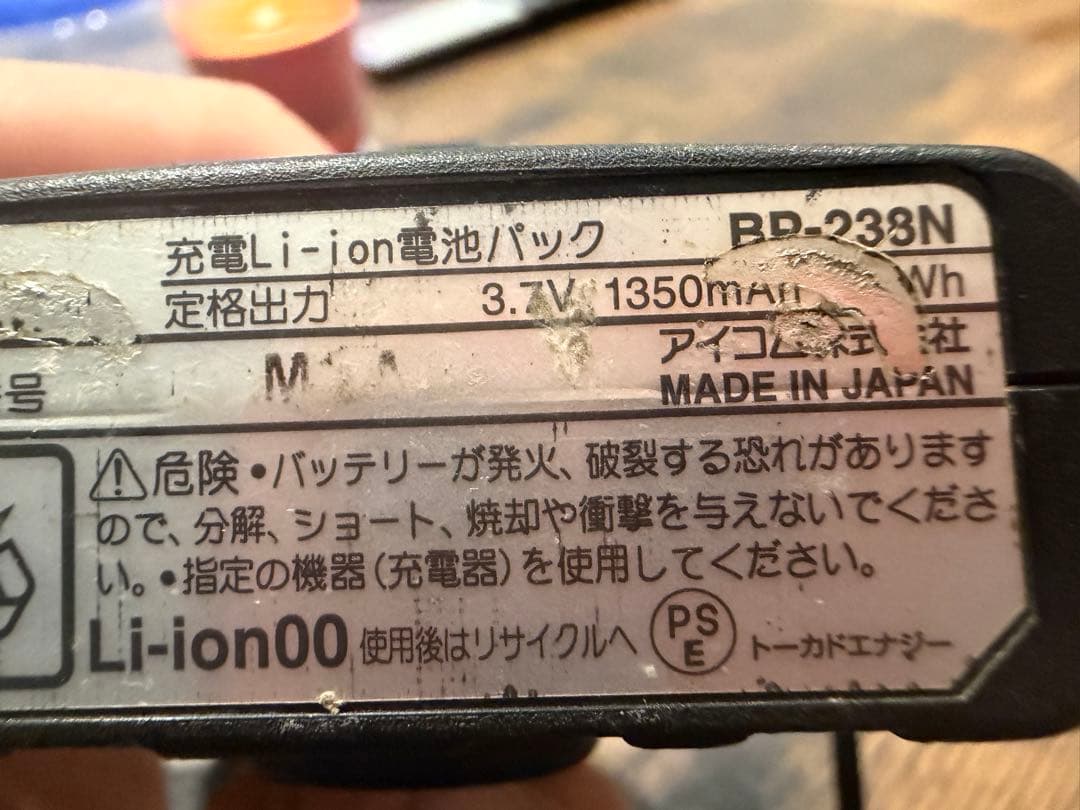 充電Li-ion電池パック BP-238N
定格出力 3.7V 1350mAh Wh
アイコム株式 社
号 M
MADE IN JAPAN
⚠危険・バッテリーが発火、破裂する恐れがあります
ので、分解、ショート、焼却や衝撃を与えないでくださ
い。・指定の機器(充電器)を使用してください。
Li-ion00 使用後はリサイクルへ PSE トーカドエナジー